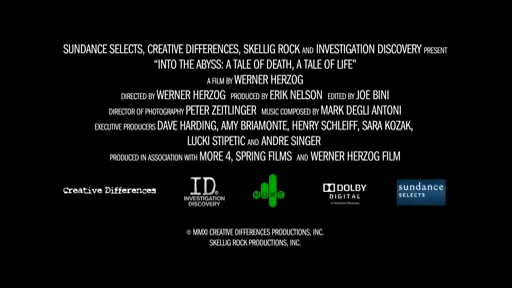 SUNDANCE SELECTS, CREATIVE DIFFERENCES, SKELLIG ROCK AND INVESTIGATION DISCOVERY PRESENT
"INTO THE ABYSS: A TALE OF DEATH, A TALE OF LIFE"
A FILM BY WERNER HERZOG
DIRECTED BY WERNER HERZOG PRODUCED BY ERIK NELSON EDITED BY JOE BINI
DIRECTOR OF PHOTOGRAPHY PETER ZEITLINGER MUSIC COMPOSED BY MARK DEGLI ANTONI
EXECUTIVE PRODUCERS DAVE HARDING, AMY BRIAMONTE, HENRY SCHLEIFF, SARA KOZAK,
LUCKI STIPETIC AND ANDRE SINGER
PRODUCED IN ASSOCIATION WITH MORE 4, SPRING FILMS AND WERNER HERZOG FILM
Creative Differences
I.D.
INVESTIGATION
DISCOVERY
MORE
DOLBY
DIGITAL
sundance
SELECTS
© MMXI CREATIVE DIFFERENCES PRODUCTIONS, INC.
SKELLIG ROCK PRODUCTIONS, INC.